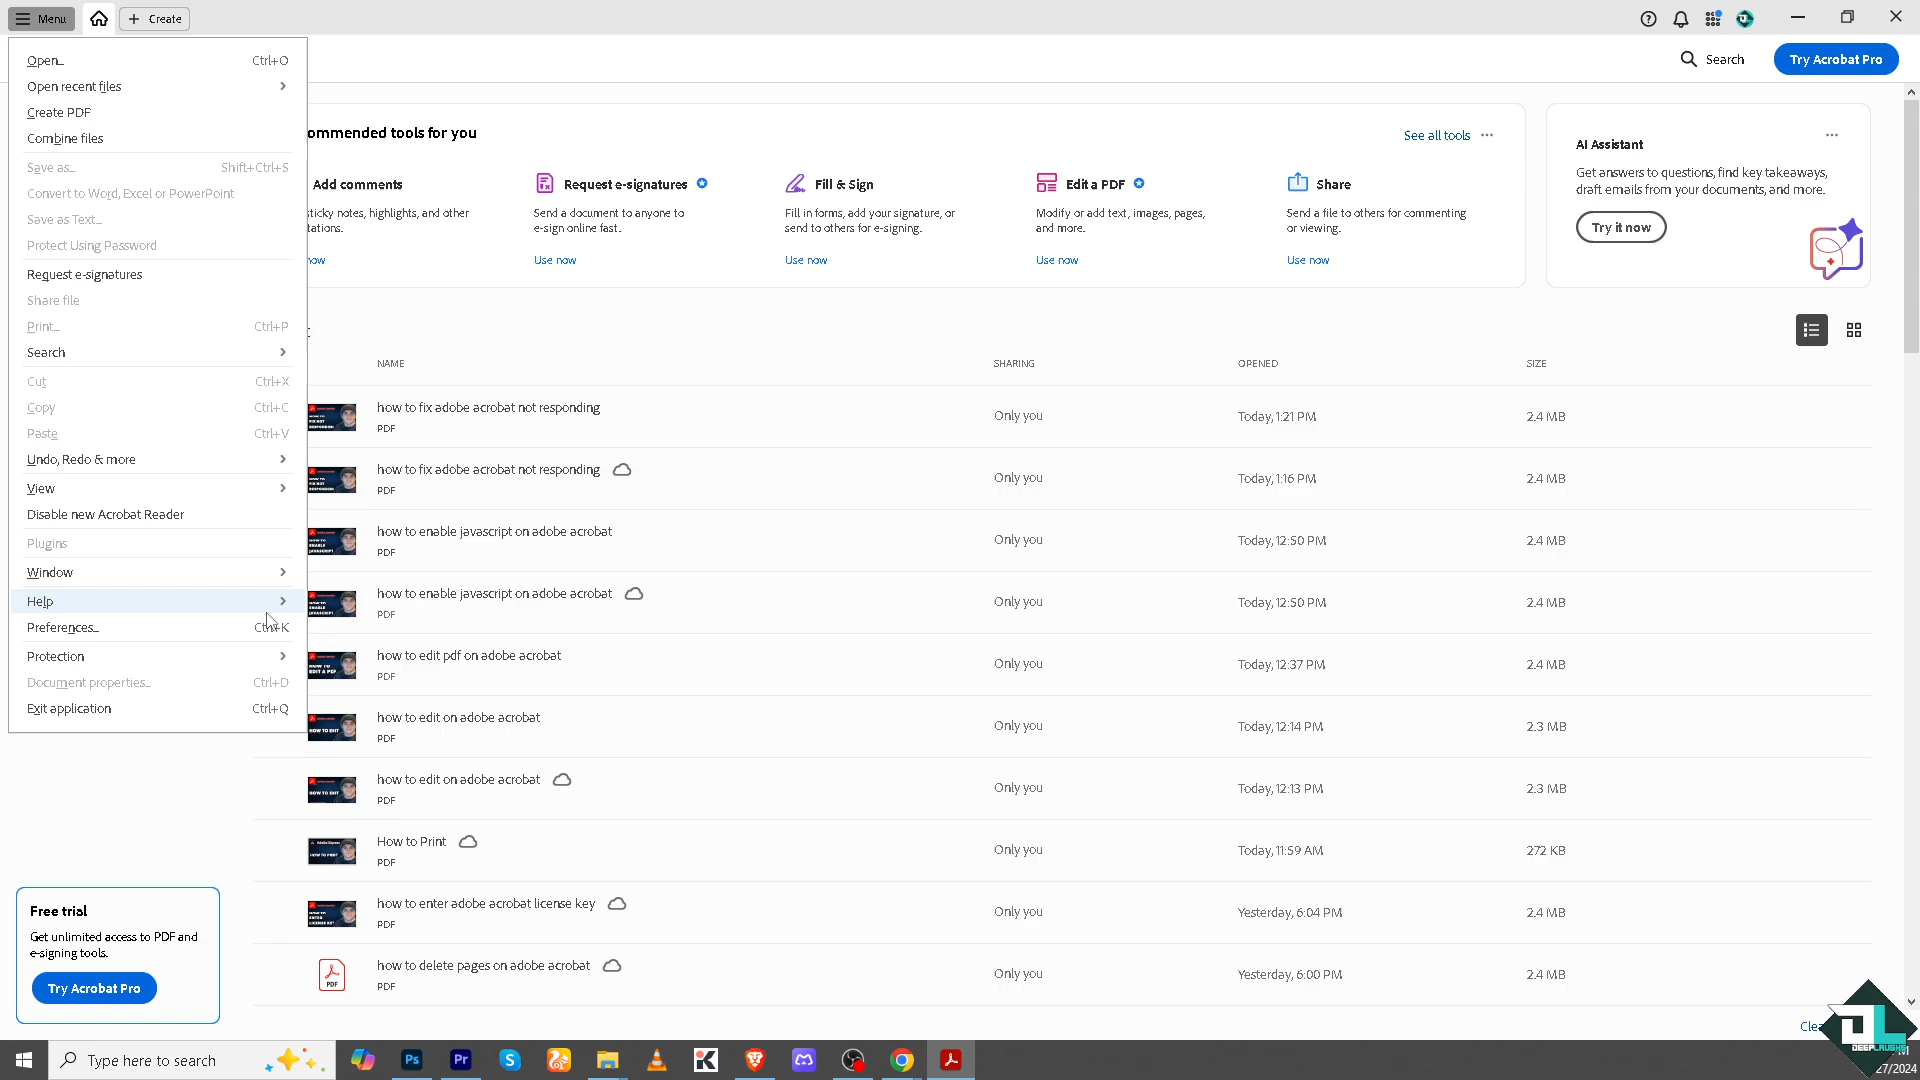 Menu
Create
Search
Try Acrobat Pro
Open...
Ctrl+O
Open recent files
Create PDF
Combine files
Save as...
Shift+Ctrl+S
Convert to Word, Excel or PowerPoint
Save as Text...
Protect Using Password
Request e-signatures
Share file
Print...
Ctrl+P
Search
Cut
Ctrl+X
Copy
Ctrl+C
Paste
Ctrl+V
Undo, Redo & more
View
Disable new Acrobat Reader
Plugins
Window
Help
Preferences...
Ctrl+K
Protection
Document properties...
Ctrl+D
Exit application
Ctrl+Q
ommended tools for you
See all tools
Add comments
ticky notes, highlights, and other
tations.
ow
Request e-signatures
Send a document to anyone to
e-sign online fast.
Use now
Fill & Sign
Fill in forms, add your signature, or
send to others for e-signing.
Use now
Edit a PDF
Modify or add text, images, pages,
and more.
Use now
Share
Send a file to others for commenting
or viewing.
Use now
AI Assistant
Get answers to questions, find key takeaways,
draft emails from your documents, and more.
Try it now
NAME SHARING OPENED SIZE
how to fix adobe acrobat not responding
PDF
Only you
Today, 1:21 PM
2.4 MB
how to fix adobe acrobat not responding
PDF
Only you
Today, 1:16 PM
2.4 MB
how to enable javascript on adobe acrobat
PDF
Only you
Today, 12:50 PM
2.4 MB
how to enable javascript on adobe acrobat
PDF
Only you
Today, 12:50 PM
2.4 MB
how to edit pdf on adobe acrobat
PDF
Only you
Today, 12:37 PM
2.4 MB
how to edit on adobe acrobat
PDF
Only you
Today, 12:14 PM
2.3 MB
how to edit on adobe acrobat
PDF
Only you
Today, 12:13 PM
2.3 MB
How to Print
PDF
Only you
Today, 11:59 AM
272 KB
how to enter adobe acrobat license key
PDF
Only you
Yesterday, 6:04 PM
2.4 MB
how to delete pages on adobe acrobat
PDF
Only you
Yesterday, 6:00 PM
2.4 MB
Free trial
Get unlimited access to PDF and
e-signing tools.
Try Acrobat Pro
Clea
Type here to search
Ps
Pr
DEEPLAUGHS
27/2024